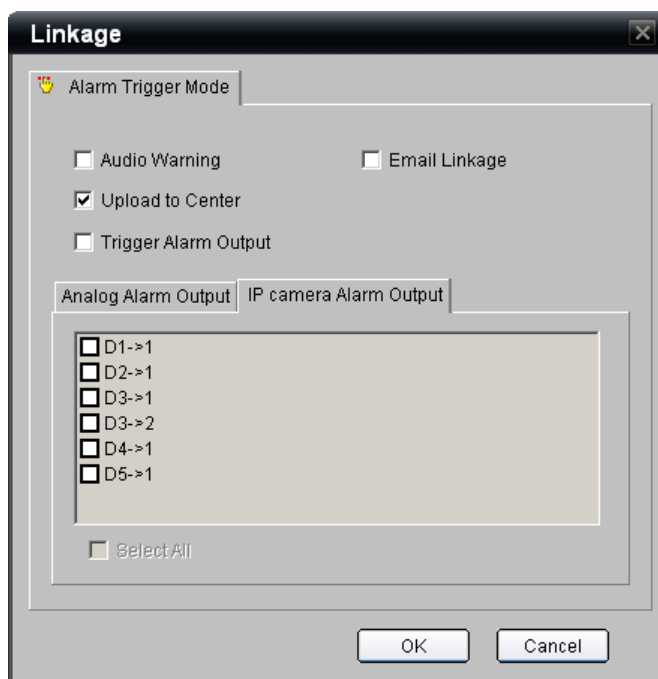 Linkage
Alarm Trigger Mode
Audio Warning Email Linkage
Upload to Center
Trigger Alarm Output
Analog Alarm Output IP camera Alarm Output
D1->1
D2->1
D3->1
D3->2
D4->1
D5->1
Select All
OK Cancel